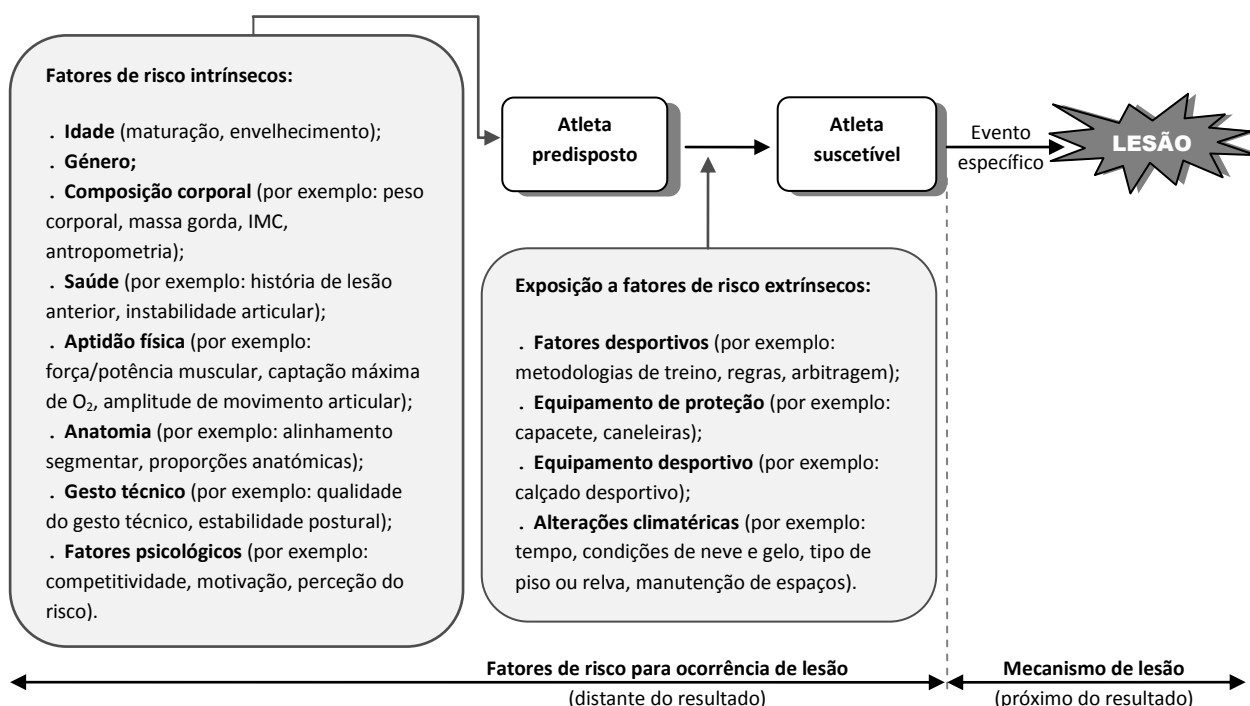 Fatores de risco intrínsecos:
. Idade (maturação, envelhecimento);
. Género;
. Composição corporal (por exemplo: peso
corporal, massa gorda, IMC,
antropometria);
. Saúde (por exemplo: história de lesão
anterior, instabilidade articular);
. Aptidão física (por exemplo:
força/potência muscular, captação máxima
de O₂, amplitude de movimento articular);
. Anatomia (por exemplo: alinhamento
segmentar, proporções anatómicas);
. Gesto técnico (por exemplo: qualidade
do gesto técnico, estabilidade postural);
. Fatores psicológicos (por exemplo:
competitividade, motivação, perceção do
risco).
Atleta
predisposto
Atleta
suscetível
Evento
específico
LESÃO
Exposição a fatores de risco extrínsecos:
. Fatores desportivos (por exemplo:
metodologias de treino, regras, arbitragem);
. Equipamento de proteção (por exemplo:
capacete, caneleiras);
. Equipamento desportivo (por exemplo:
calçado desportivo);
. Alterações climatéricas (por exemplo:
tempo, condições de neve e gelo, tipo de
piso ou relva, manutenção de espaços).
Fatores de risco para ocorrência de lesão
(distante do resultado)
Mecanismo de lesão
(próximo do resultado)